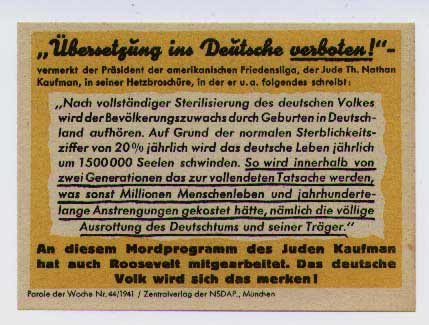 „Übersetzung ins Deutsche verboten!“-
vermerkt der Präsident der amerikanischen Friedensliga, der Jude Th. Nathan
Kaufman, in seiner Hetzbroschüre, in der er u.a. folgendes schreibt:
„Nach vollständiger Sterilisierung des deutschen Volkes
wird der Bevölkerungszuwachs durch Geburten in Deutsch-
land aufhören. Auf Grund der normalen Sterblichkeits-
ziffer von 20% jährlich wird das deutsche Leben jährlich
um 1500000 Seelen schwinden. So wird innerhalb von
zwei Generationen das zur vollendeten Tatsache werden,
was sonst Millionen Menschenleben und jahrhunderte-
lange Anstrengungen gekostet hätte, nämlich die völlige
Ausrottung des Deutschtums und seiner Träger.“
An diesem Mordprogramm des Juden Kaufman
hat auch Roosevelt mitgearbeitet. Das deutsche
Volk wird sich das merken!
Parole der Woche Nr. 44/1941 / Zentralverlag der NSDAP., München